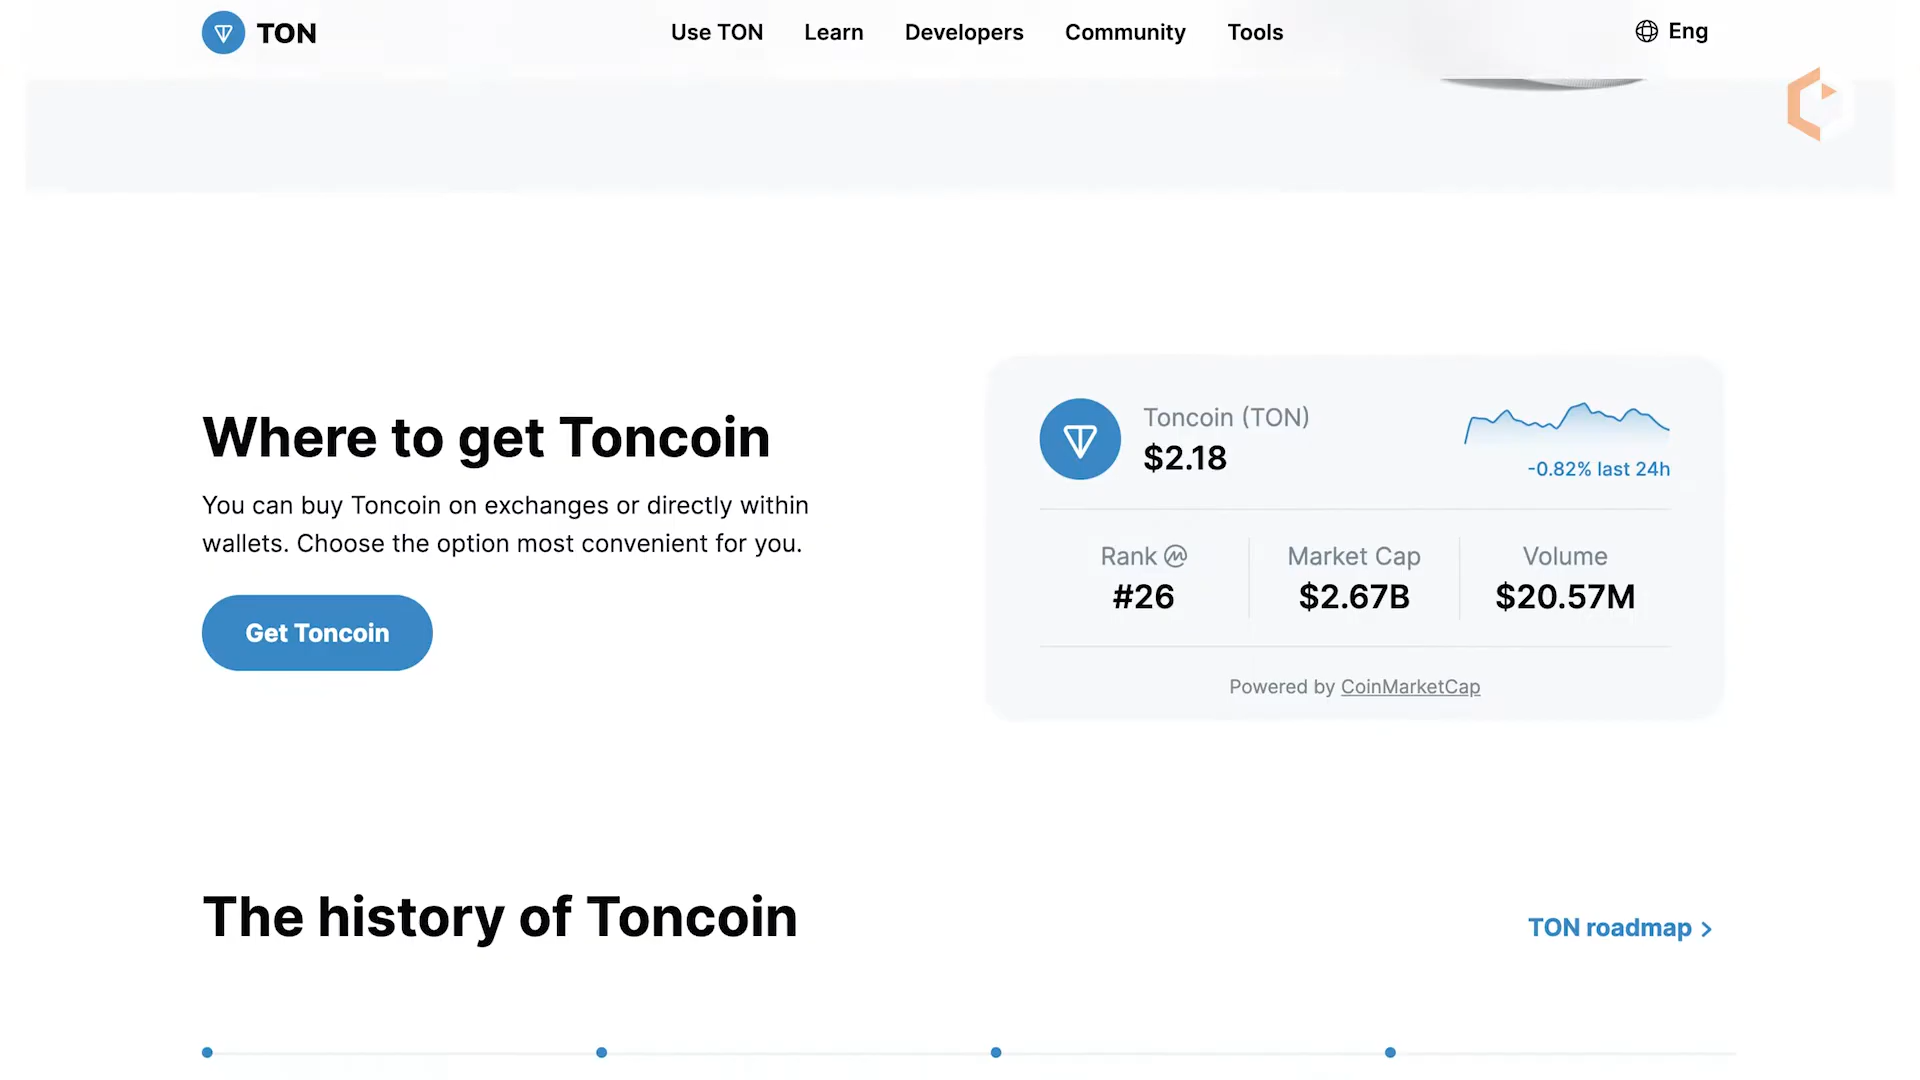 TON
Use TON
Learn
Developers
Community
Tools
Eng
Where to get Toncoin
You can buy Toncoin on exchanges or directly within
wallets. Choose the option most convenient for you.
Get Toncoin
Toncoin (TON)
$2.18
-0.82% last 24h
Rank
#26
Market Cap
$2.67B
Volume
$20.57M
Powered by CoinMarketCap
The history of Toncoin
TON roadmap >